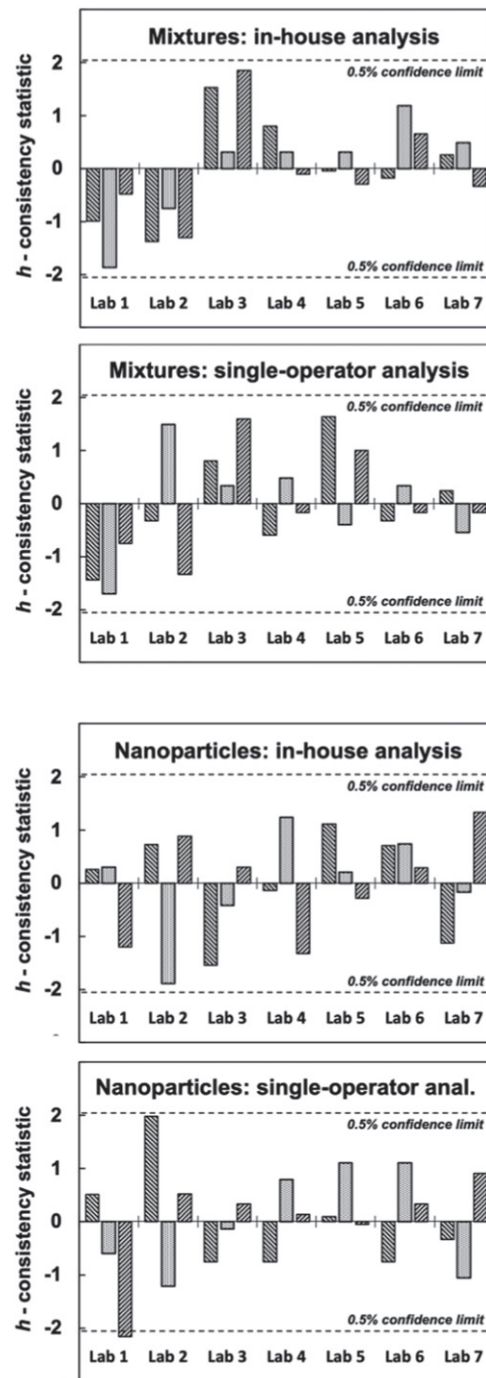 Mixtures: in-house analysis
0.5% confidence limit
2
1
0
-1
-2
h - consistency statistic
0.5% confidence limit
Lab 1 Lab 2 Lab 3 Lab 4 Lab 5 Lab 6 Lab 7
Mixtures: single-operator analysis
0.5% confidence limit
2
1
0
-1
-2
h - consistency statistic
0.5% confidence limit
Lab 1 Lab 2 Lab 3 Lab 4 Lab 5 Lab 6 Lab 7
Nanoparticles: in-house analysis
0.5% confidence limit
2
1
0
-1
-2
h - consistency statistic
0.5% confidence limit
Lab 1 Lab 2 Lab 3 Lab 4 Lab 5 Lab 6 Lab 7
Nanoparticles: single-operator anal.
0.5% confidence limit
2
1
0
-1
-2
h - consistency statistic
0.5% confidence limit
Lab 1 Lab 2 Lab 3 Lab 4 Lab 5 Lab 6 Lab 7